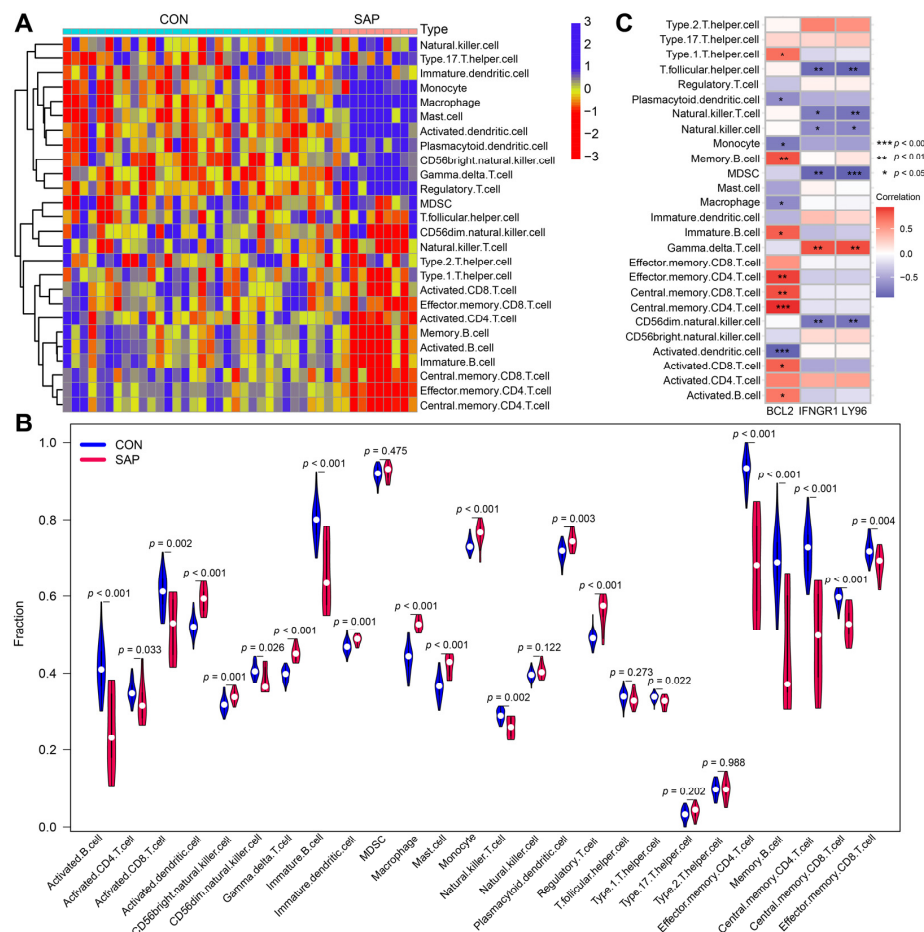 A
CON
SAP
Type
Natural.killer.cell
Type.17.T.helper.cell
Immature.dendritic.cell
Monocyte
Macrophage
Mast.cell
Activated.dendritic.cell
Plasmacytoid.dendritic.cell
CD56bright.natural.killer.cell
Gamma.delta.T.cell
Regulatory.T.cell
MDSC
T.follicular.helper.cell
CD56dim.natural.killer.cell
Natural.killer.T.cell
Type.2.T.helper.cell
Type.1.T.helper.cell
Activated.CD8.T.cell
Effector.memory.CD8.T.cell
Activated.CD4.T.cell
Memory.B.cell
Activated.B.cell
Immature.B.cell
Central.memory.CD8.T.cell
Effector.memory.CD4.T.cell
Central.memory.CD4.T.cell
3
2
1
0
−1
−2
−3
C
Type.2.T.helper.cell
Type.17.T.helper.cell
Type.1.T.helper.cell *
T.follicular.helper.cell ** **
Regulatory.T.cell
Plasmacytoid.dendritic.cell *
Natural.killer.T.cell * **
Natural.killer.cell * *
Monocyte *
Memory.B.cell **
MDSC ** ***
Mast.cell
Macrophage *
Immature.dendritic.cell
Immature.B.cell *
Gamma.delta.T.cell ** **
Effector.memory.CD8.T.cell
Effector.memory.CD4.T.cell **
Central.memory.CD8.T.cell **
Central.memory.CD4.T.cell ***
CD56dim.natural.killer.cell ** **
CD56bright.natural.killer.cell
Activated.dendritic.cell ***
Activated.CD8.T.cell *
Activated.CD4.T.cell
Activated.B.cell *
BCL2 IFNGR1 LY96
*** p < 0.00
** p < 0.01
* p < 0.05
Correlation
0.5
0.0
−0.5
B
CON
SAP
Fraction
1.0
0.8
0.6
0.4
0.2
0.0
p < 0.001
p = 0.033
p = 0.002
p < 0.001
p = 0.001
p = 0.026
p < 0.001
p < 0.001
p = 0.001
p = 0.475
p < 0.001
p < 0.001
p < 0.001
p = 0.002
p = 0.122
p = 0.003
p < 0.001
p = 0.273
p = 0.022
p = 0.202
p = 0.988
p < 0.001
p < 0.001
p < 0.001
p < 0.001
p = 0.004
Activated.B.cell
Activated.CD4.T.cell
Activated.CD8.T.cell
Activated.dendritic.cell
CD56bright.natural.killer.cell
CD56dim.natural.killer.cell
Gamma.delta.T.cell
Immature.B.cell
Immature.dendritic.cell
MDSC
Macrophage
Mast.cell
Monocyte
Natural.killer.T.cell
Natural.killer.cell
Plasmacytoid.dendritic.cell
Regulatory.T.cell
T.follicular.helper.cell
Type.1.T.helper.cell
Type.17.T.helper.cell
Type.2.T.helper.cell
Effector.memory.CD4.T.cell
Memory.B.cell
Central.memory.CD4.T.cell
Central.memory.CD8.T.cell
Effector.memory.CD8.T.cell